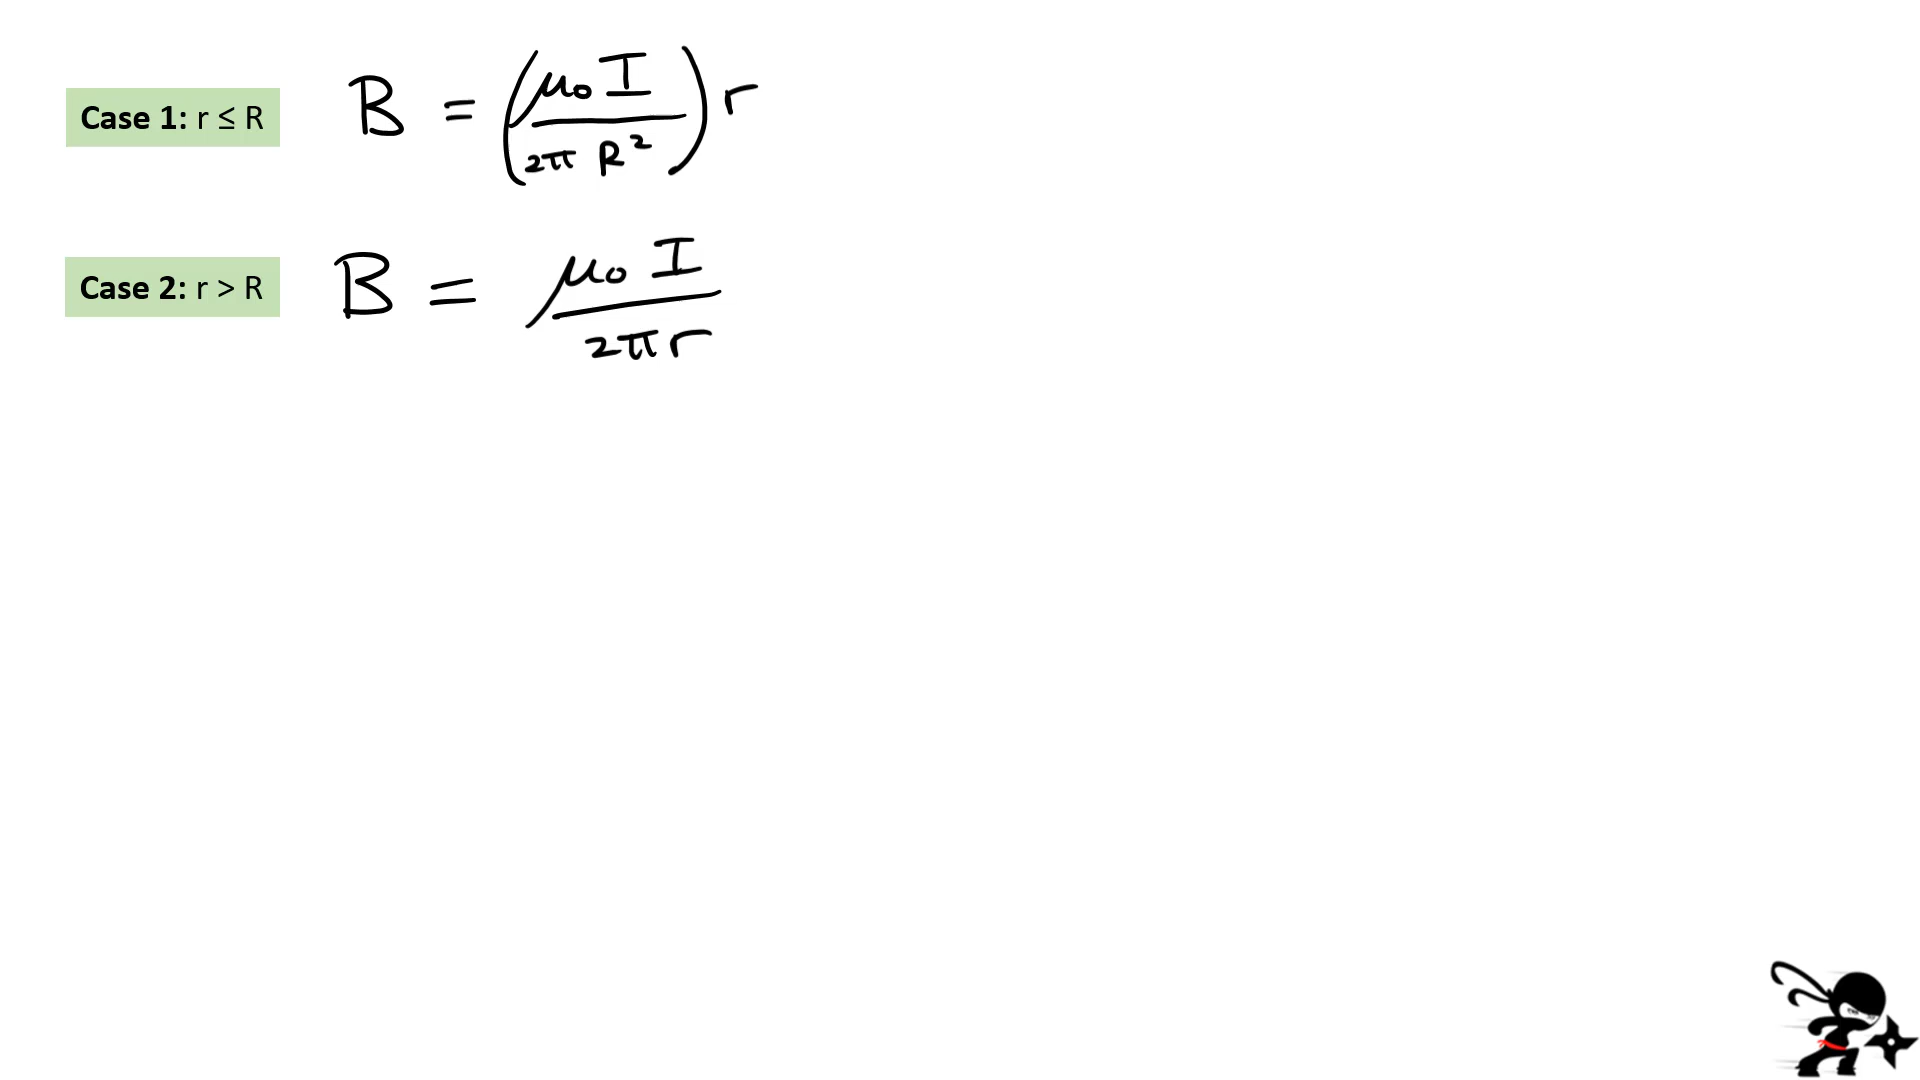 Case 1: r ≤ R B = (μ₀ I / 2π R²) r
Case 2: r > R B = μ₀ I / 2π r